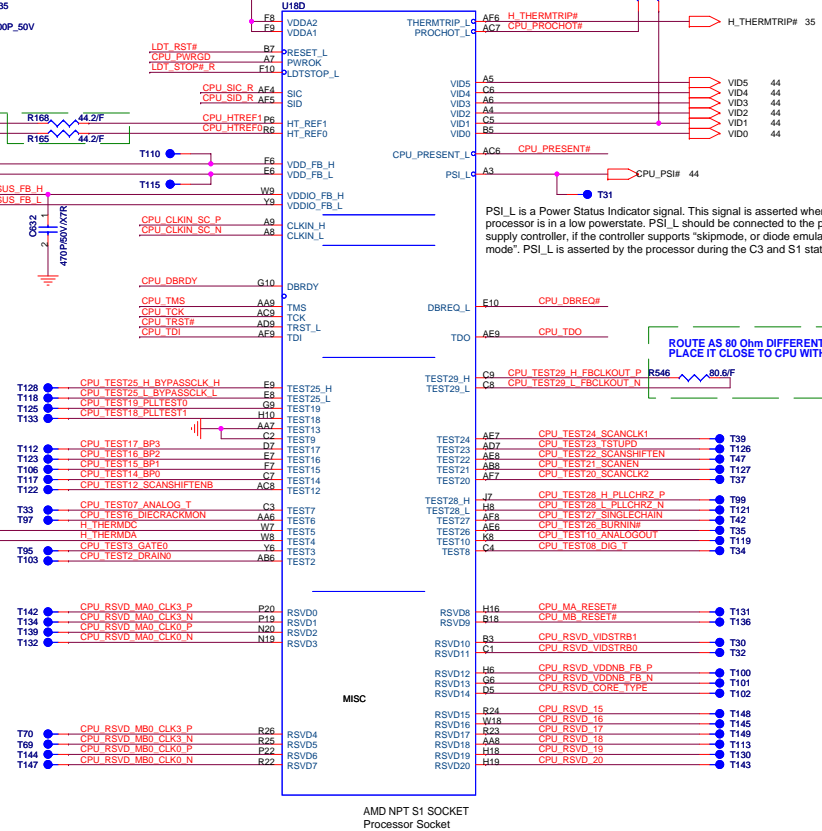 35
U18D
00P_50V
F8 VDDA2
F9 VDDA1
THERMTRIP_L AF6 H_THERMTRIP# H_THERMTRIP# 35
PROCHOT_L AC7 CPU_PROCHOT#
LDT_RST# B7 RESET_L
CPU_PWRGD A7 PWROK
LDT_STOP#_R F10 LDTSTOP_L
CPU_SIC_R AF4 SIC
CPU_SID_R AF5 SID
VID5 A5 VID5 44
VID4 C6 VID4 44
VID3 A6 VID3 44
VID2 A4 VID2 44
VID1 C5 VID1 44
VID0 B5 VID0 44
R168 44.2/F CPU_HTREF1 P6 HT_REF1
R165 44.2/F CPU_HTREF0 R6 HT_REF0
T110
F6 VDD_FB_H
E6 VDD_FB_L
T115
CPU_PRESENT_L AC6 CPU_PRESENT#
PSI_L A3 CPU_PSI# 44
T31
SUS_FB_H W9 VDDIO_FB_H
SUS_FB_L Y9 VDDIO_FB_L
C632
1
2
470P/50V/X7R
CPU_CLKIN_SC_P A9 CLKIN_H
CPU_CLKIN_SC_N A8 CLKIN_L
PSI_L is a Power Status Indicator signal. This signal is asserted when
processor is in a low powerstate. PSI_L should be connected to the p
supply controller, if the controller supports "skipmode, or diode emula
mode". PSI_L is asserted by the processor during the C3 and S1 stat
CPU_DBRDY G10 DBRDY
CPU_TMS AA9 TMS
CPU_TCK AC9 TCK
CPU_TRST# AD9 TRST_L
CPU_TDI AF9 TDI
DBREQ_L E10 CPU_DBREQ#
TDO AE9 CPU_TDO
ROUTE AS 80 Ohm DIFFERENT
PLACE IT CLOSE TO CPU WITH
TEST29_H C9 CPU_TEST29_H_FBCLKOUT_P R546 80.6/F
TEST29_L C8 CPU_TEST29_L_FBCLKOUT_N
T128 CPU_TEST25_H_BYPASSCLK_H E9 TEST25_H
T118 CPU_TEST25_L_BYPASSCLK_L E8 TEST25_L
T125 CPU_TEST19_PLLTEST0 G9 TEST19
T133 CPU_TEST18_PLLTEST1 H10 TEST18
AA7 TEST13
C2 TEST9
T112 CPU_TEST17_BP3 D7 TEST17
T123 CPU_TEST16_BP2 E7 TEST16
T106 CPU_TEST15_BP1 F7 TEST15
T117 CPU_TEST14_BP0 C7 TEST14
T122 CPU_TEST12_SCANSHIFTENB AC8 TEST12
TEST24 AE7 CPU_TEST24_SCANCLK1 T39
TEST23 AD7 CPU_TEST23_TSTUPD T126
TEST22 AE8 CPU_TEST22_SCANSHIFTEN T47
TEST21 AB8 CPU_TEST21_SCANEN T127
TEST20 AF7 CPU_TEST20_SCANCLK2 T37
T33 CPU_TEST07_ANALOG_T C3 TEST7
T97 CPU_TEST6_DIECRACKMON AA6 TEST6
H_THERMDC W7 TEST5
H_THERMDA W8 TEST4
T95 CPU_TEST3_GATE0 Y6 TEST3
T103 CPU_TEST2_DRAIN0 AB6 TEST2
TEST28_H J7 CPU_TEST28_H_PLLCHRZ_P T99
TEST28_L H8 CPU_TEST28_L_PLLCHRZ_N T121
TEST27 AF8 CPU_TEST27_SINGLECHAIN T42
TEST26 AE6 CPU_TEST26_BURNIN# T35
TEST10 K8 CPU_TEST10_ANALOGOUT T119
TEST8 C4 CPU_TEST08_DIG_T T34
T142 CPU_RSVD_MA0_CLK3_P P20 RSVD0
T134 CPU_RSVD_MA0_CLK3_N P19 RSVD1
T139 CPU_RSVD_MA0_CLK0_P N20 RSVD2
T132 CPU_RSVD_MA0_CLK0_N N19 RSVD3
RSVD8 H16 CPU_MA_RESET# T131
RSVD9 B18 CPU_MB_RESET# T136
RSVD10 B3 CPU_RSVD_VIDSTRB1 T30
RSVD11 C1 CPU_RSVD_VIDSTRB0 T32
RSVD12 H6 CPU_RSVD_VDDNB_FB_P T100
RSVD13 G6 CPU_RSVD_VDDNB_FB_N T101
RSVD14 D5 CPU_RSVD_CORE_TYPE T102
MISC
T70 CPU_RSVD_MB0_CLK3_P R26 RSVD4
T69 CPU_RSVD_MB0_CLK3_N R25 RSVD5
T144 CPU_RSVD_MB0_CLK0_P P22 RSVD6
T147 CPU_RSVD_MB0_CLK0_N R22 RSVD7
RSVD15 R24 CPU_RSVD_15 T148
RSVD16 W18 CPU_RSVD_16 T145
RSVD17 R23 CPU_RSVD_17 T149
RSVD18 AA8 CPU_RSVD_18 T113
RSVD19 H18 CPU_RSVD_19 T130
RSVD20 H19 CPU_RSVD_20 T143
AMD NPT S1 SOCKET
Processor Socket